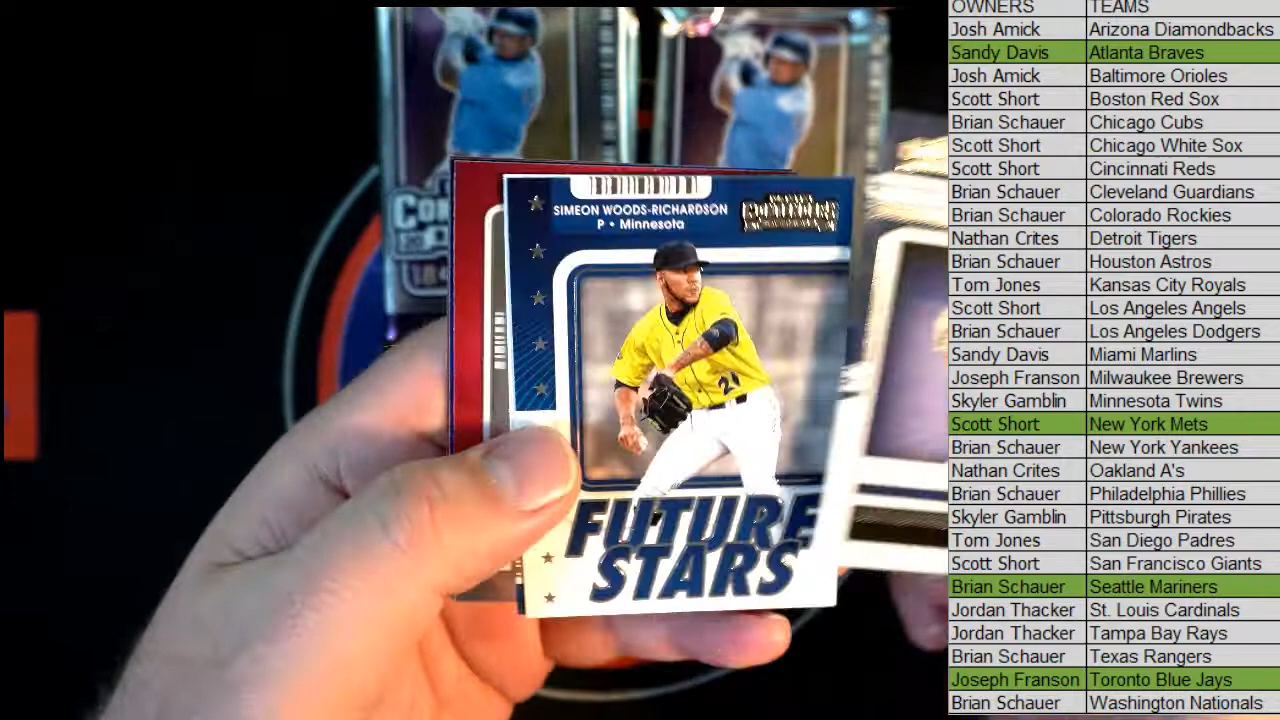 SIMEON WOODS-RICHARDSON
P • Minnesota
CONTENDERS
FUTURE
STARS
21
OWNERS TEAMS
Josh Amick Arizona Diamondbacks
Sandy Davis Atlanta Braves
Josh Amick Baltimore Orioles
Scott Short Boston Red Sox
Brian Schauer Chicago Cubs
Scott Short Chicago White Sox
Scott Short Cincinnati Reds
Brian Schauer Cleveland Guardians
Brian Schauer Colorado Rockies
Nathan Crites Detroit Tigers
Brian Schauer Houston Astros
Tom Jones Kansas City Royals
Scott Short Los Angeles Angels
Brian Schauer Los Angeles Dodgers
Sandy Davis Miami Marlins
Joseph Franson Milwaukee Brewers
Skyler Gamblin Minnesota Twins
Scott Short New York Mets
Brian Schauer New York Yankees
Nathan Crites Oakland A's
Brian Schauer Philadelphia Phillies
Skyler Gamblin Pittsburgh Pirates
Tom Jones San Diego Padres
Scott Short San Francisco Giants
Brian Schauer Seattle Mariners
Jordan Thacker St. Louis Cardinals
Jordan Thacker Tampa Bay Rays
Brian Schauer Texas Rangers
Joseph Franson Toronto Blue Jays
Brian Schauer Washington Nationals